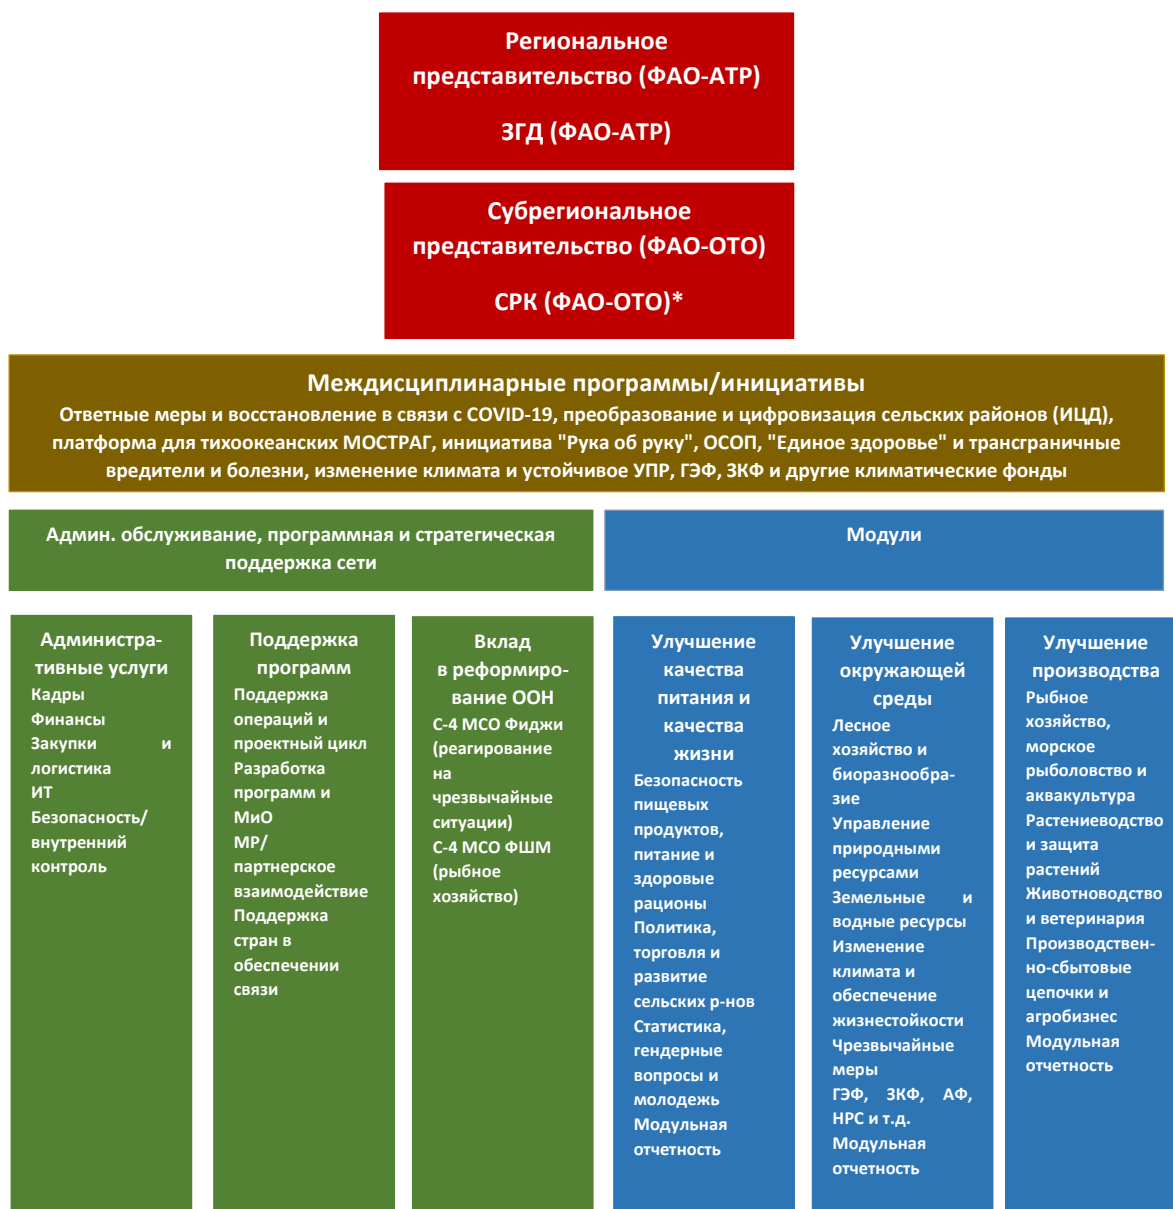 Региональное
представительство (ФАО-АТР)
ЗГД (ФАО-АТР)
Субрегиональное
представительство (ФАО-ОТО)
СРК (ФАО-ОТО)*
Междисциплинарные программы/инициативы
Ответные меры и восстановление в связи с COVID-19, преобразование и цифровизация сельских районов (ИЦД),
платформа для тихоокеанских МОСТРАГ, инициатива "Рука об руку", ОСОП, "Единое здоровье" и трансграничные
вредители и болезни, изменение климата и устойчивое УПР, ГЭФ, ЗКФ и другие климатические фонды
Админ. обслуживание, программная и стратегическая
поддержка сети
Модули
Администра-
тивные услуги
Кадры
Финансы
Закупки и
логистика
ИТ
Безопасность/
внутренний
контроль
Поддержка
программ
Поддержка
операций и
проектный цикл
Разработка
программ и
МиО
МР/
партнерское
взаимодействие
Поддержка
стран в
обеспечении
связи
Вклад
в реформиро-
вание ООН
С-4 МСО Фиджи
(реагирование
на
чрезвычайные
ситуации)
С-4 МСО ФШМ
(рыбное
хозяйство)
Улучшение
качества
питания и
качества
жизни
Безопасность
пищевых
продуктов,
питание и
здоровые
рационы
Политика,
торговля и
развитие
сельских р-нов
Статистика,
гендерные
вопросы и
молодежь
Модульная
отчетность
Улучшение
окружающей
среды
Лесное
хозяйство и
биоразнообра-
зие
Управление
природными
ресурсами
Земельные и
водные ресурсы
Изменение
климата и
обеспечение
жизнестойкости
Чрезвычайные
меры
ГЭФ, ЗКФ, АФ,
НРС и т.д.
Модульная
отчетность
Улучшение
производства
Рыбное
хозяйство,
морское
рыболовство и
аквакультура
Растениеводство
и защита
растений
Животноводство
и ветеринария
Производствен-
но-сбытовые
цепочки и
агробизнес
Модульная
отчетность